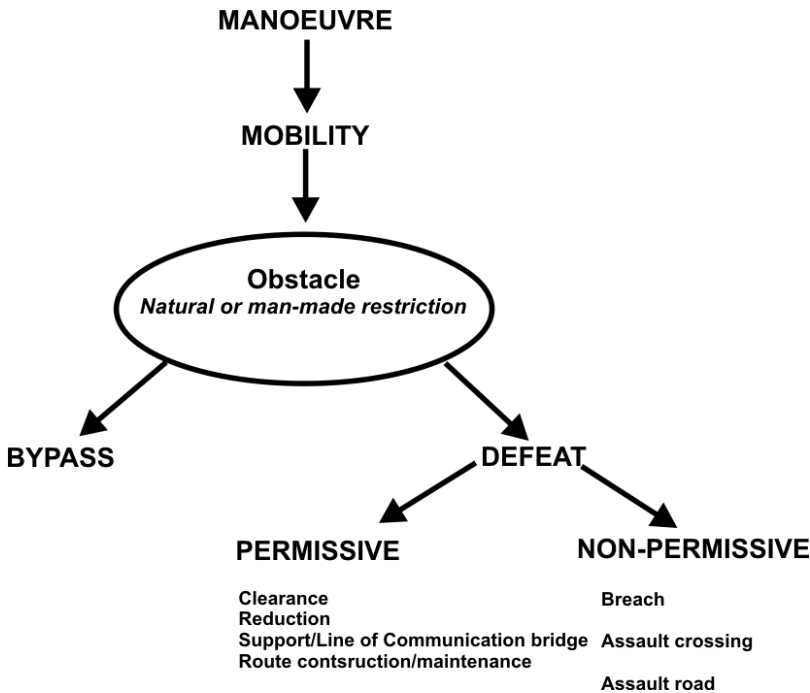 MANOEUVRE
MOBILITY
Obstacle
Natural or man-made restriction
BYPASS
DEFEAT
PERMISSIVE
NON-PERMISSIVE
Clearance
Reduction
Support/Line of Communication bridge
Route contsruction/maintenance
Breach
Assault crossing
Assault road